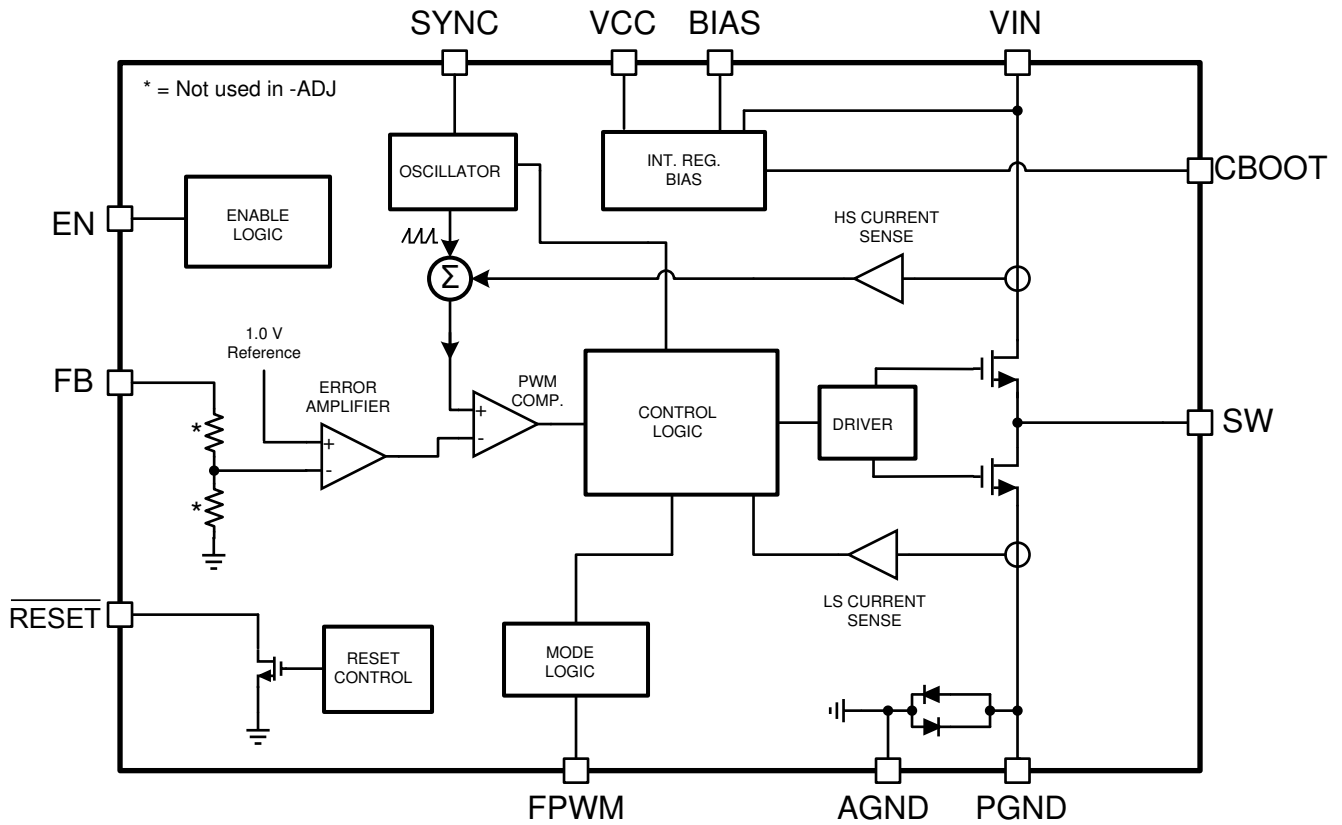 SYNC
VCC
BIAS
VIN
* = Not used in -ADJ
OSCILLATOR
INT. REG.
BIAS
CBOOT
EN
ENABLE
LOGIC
HS CURRENT
SENSE
Σ
1.0 V
Reference
FB
ERROR
AMPLIFIER
PWM
COMP.
CONTROL
LOGIC
DRIVER
SW
*
+
-
+
-
*
RESET
RESET
CONTROL
MODE
LOGIC
LS CURRENT
SENSE
FPWM
AGND
PGND